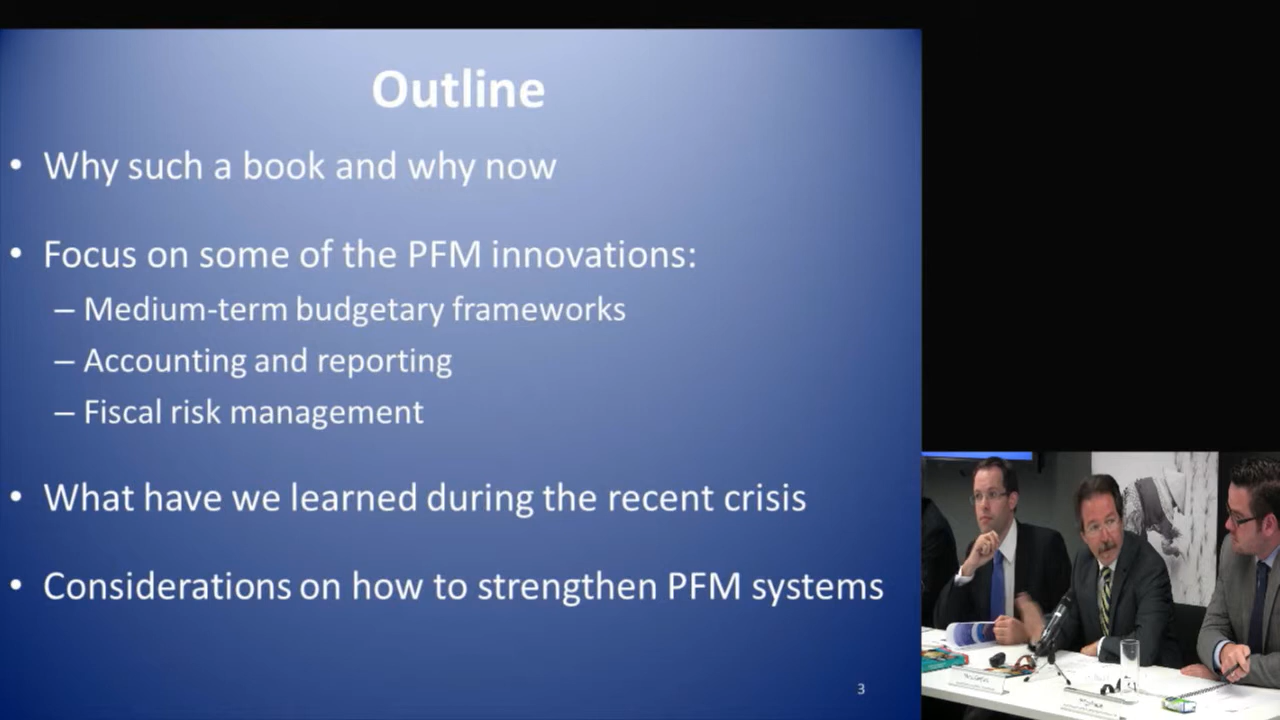 Outline
• Why such a book and why now
• Focus on some of the PFM innovations:
– Medium-term budgetary frameworks
– Accounting and reporting
– Fiscal risk management
• What have we learned during the recent crisis
• Considerations on how to strengthen PFM systems
3